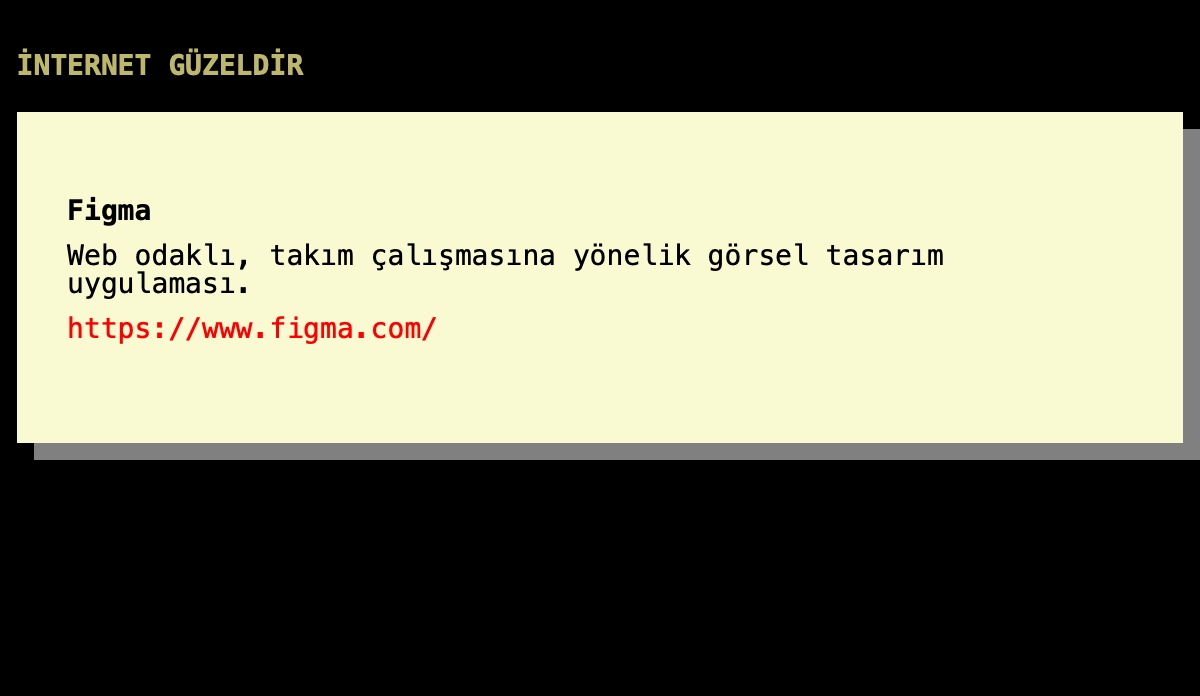 İNTERNET GÜZELDİR
Figma
Web odaklı, takım çalışmasına yönelik görsel tasarım
uygulaması.
https://www.figma.com/